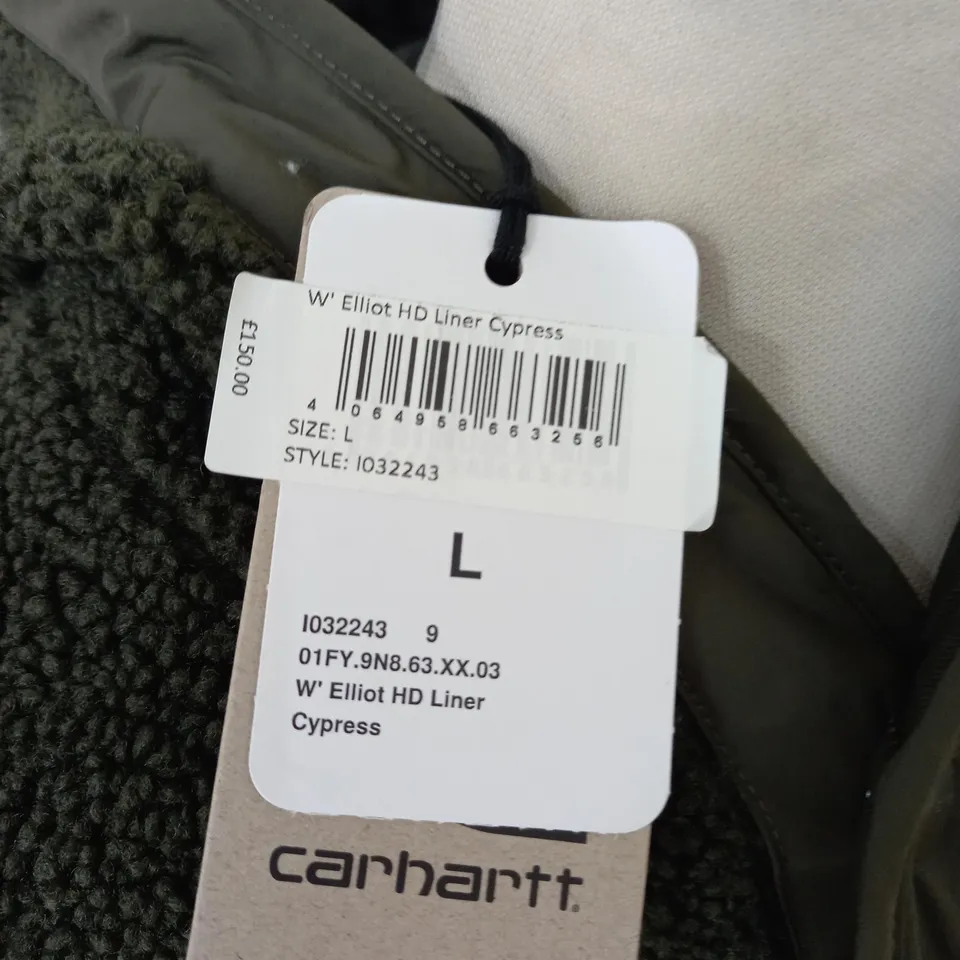 W' Elliot HD Liner Cypress
£150.00
4 064958 663256
SIZE: L
STYLE: I032243
L
I032243 9
01FY.9N8.63.XX.03
W' Elliot HD Liner
Cypress
carhartt.